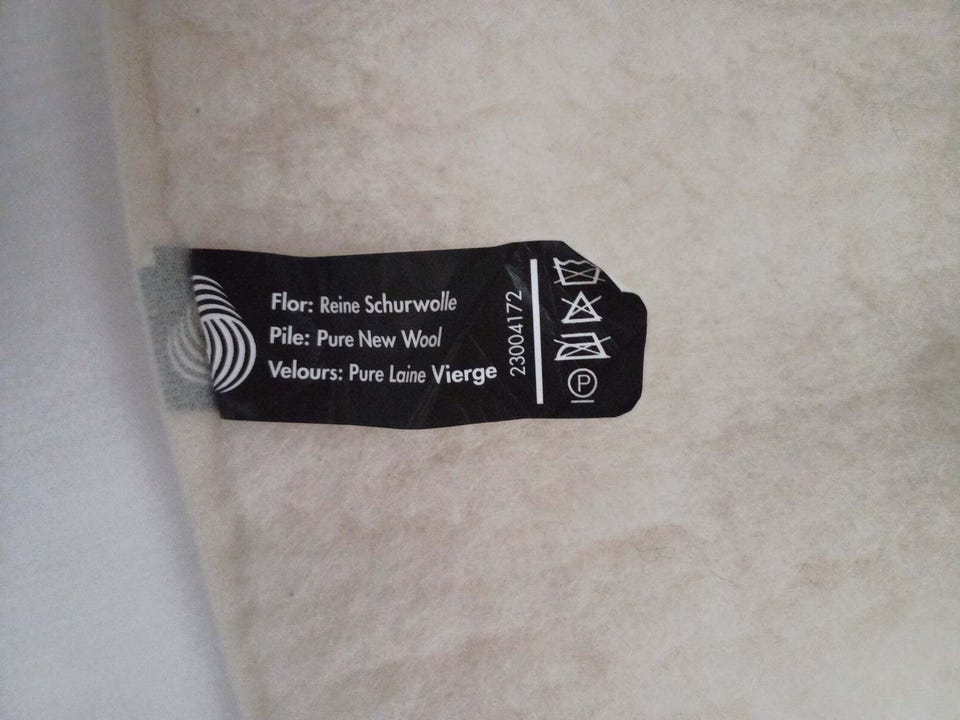 Flor: Reine Schurwolle
Pile: Pure New Wool
Velours: Pure Laine Vierge
23004172
P